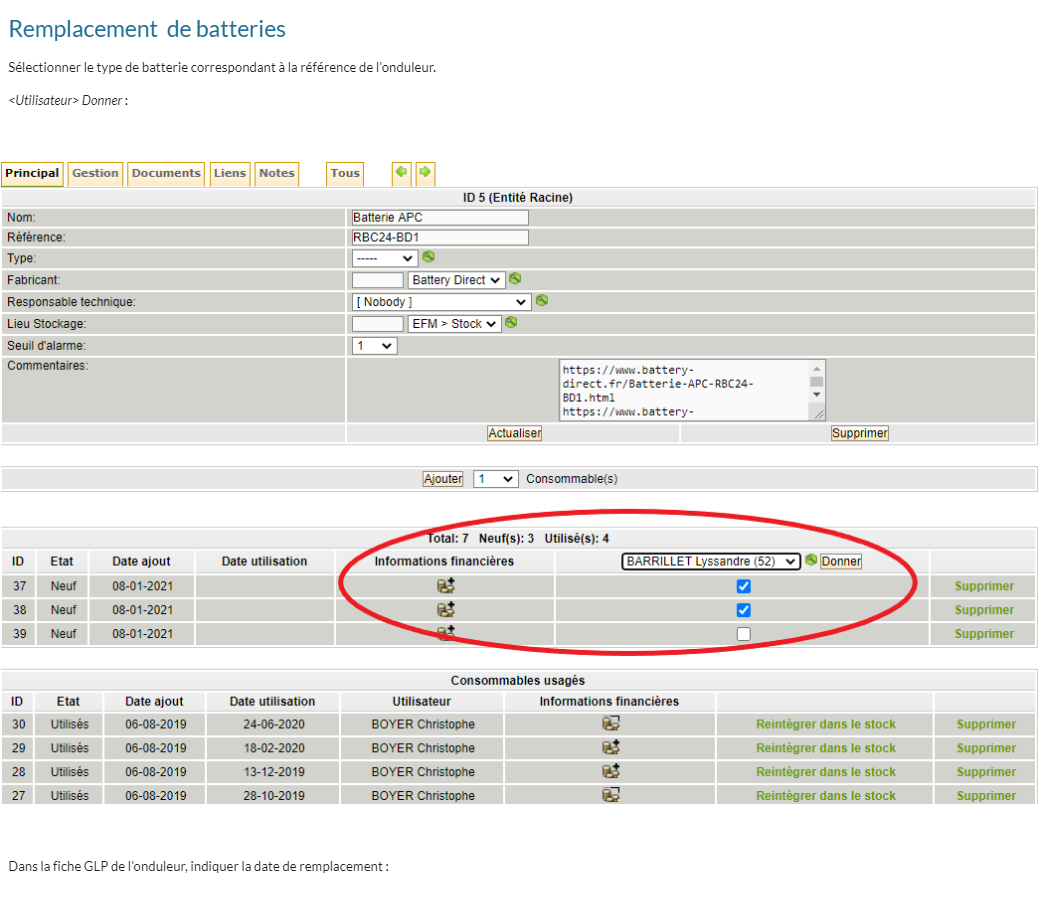 Remplacement de batteries
Sélectionner le type de batterie correspondant à la référence de l'onduleur.
<Utilisateur> Donner :
Principal Gestion Documents Liens Notes Tous
ID 5 (Entité Racine)
Nom: Batterie APC
Référence: RBC24-BD1
Type: -----
Fabricant: Battery Direct
Responsable technique: [ Nobody ]
Lieu Stockage: EFM > Stock
Seuil d'alarme: 1
Commentaires: https://www.battery-
direct.fr/Batterie-APC-RBC24-
BD1.html
https://www.battery-
Actualiser Supprimer
Ajouter 1 Consommable(s)
Total: 7 Neuf(s): 3 Utilisé(s): 4
ID Etat Date ajout Date utilisation Informations financières BARRILLET Lyssandre (52) Donner
37 Neuf 08-01-2021 Supprimer
38 Neuf 08-01-2021 Supprimer
39 Neuf 08-01-2021 Supprimer
Consommables usagés
ID Etat Date ajout Date utilisation Utilisateur Informations financières
30 Utilisés 06-08-2019 24-06-2020 BOYER Christophe Reintégrer dans le stock Supprimer
29 Utilisés 06-08-2019 18-02-2020 BOYER Christophe Reintégrer dans le stock Supprimer
28 Utilisés 06-08-2019 13-12-2019 BOYER Christophe Reintégrer dans le stock Supprimer
27 Utilisés 06-08-2019 28-10-2019 BOYER Christophe Reintégrer dans le stock Supprimer
Dans la fiche GLP de l'onduleur, indiquer la date de remplacement :